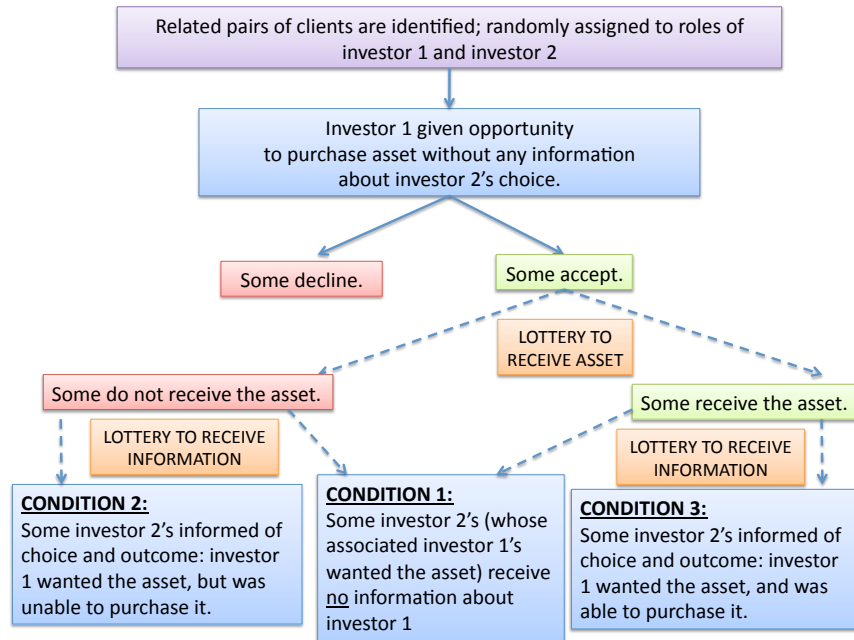 Related pairs of clients are identified; randomly assigned to roles of
investor 1 and investor 2
Investor 1 given opportunity
to purchase asset without any information
about investor 2's choice.
Some decline.
Some accept.
LOTTERY TO
RECEIVE ASSET
Some do not receive the asset.
Some receive the asset.
LOTTERY TO RECEIVE
INFORMATION
LOTTERY TO RECEIVE
INFORMATION
CONDITION 2:
Some investor 2's informed of
choice and outcome: investor
1 wanted the asset, but was
unable to purchase it.
CONDITION 1:
Some investor 2's (whose
associated investor 1's
wanted the asset) receive
no information about
investor 1
CONDITION 3:
Some investor 2's informed of
choice and outcome: investor
1 wanted the asset, and was
able to purchase it.